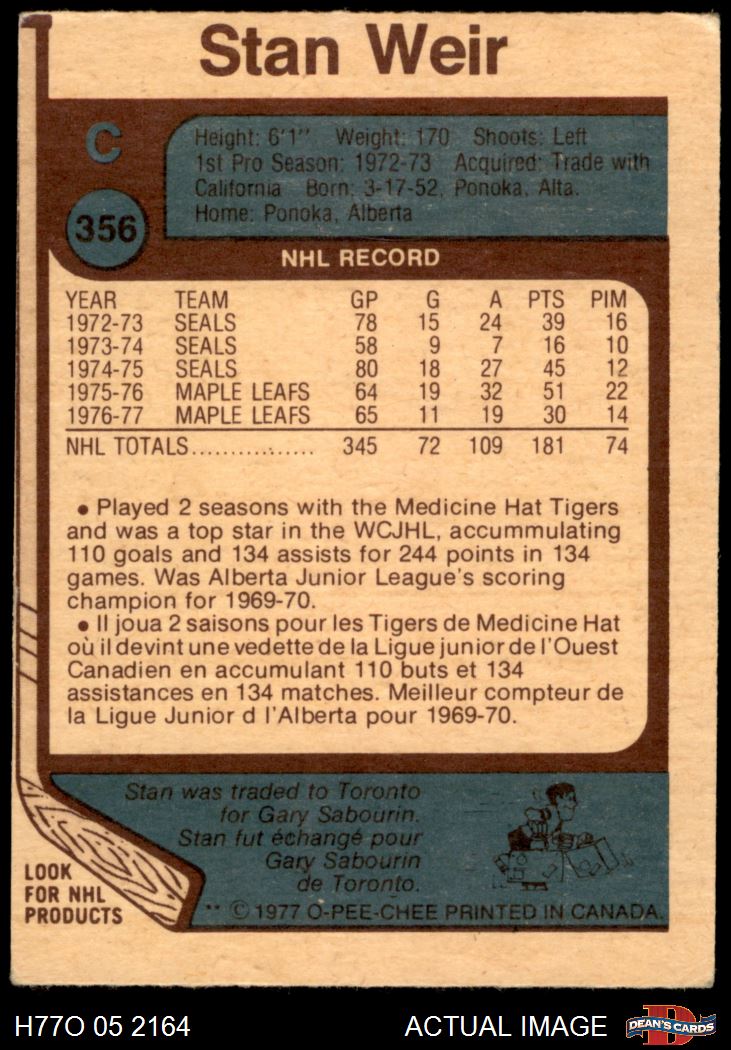 Stan Weir
C
356
Height: 6'1" Weight: 170 Shoots: Left
1st Pro Season: 1972-73 Acquired: Trade with
California Born: 3-17-52, Ponoka, Alta.
Home: Ponoka, Alberta
NHL RECORD
YEAR TEAM GP G A PTS PIM
1972-73 SEALS 78 15 24 39 16
1973-74 SEALS 58 9 7 16 10
1974-75 SEALS 80 18 27 45 12
1975-76 MAPLE LEAFS 64 19 32 51 22
1976-77 MAPLE LEAFS 65 11 19 30 14
NHL TOTALS................ 345 72 109 181 74
• Played 2 seasons with the Medicine Hat Tigers
and was a top star in the WCJHL, accummulating
110 goals and 134 assists for 244 points in 134
games. Was Alberta Junior League's scoring
champion for 1969-70.
• Il joua 2 saisons pour les Tigers de Medicine Hat
où il devint une vedette de la Ligue junior de l'Ouest
Canadien en accumulant 110 buts et 134
assistances en 134 matches. Meilleur compteur de
la Ligue Junior d l'Alberta pour 1969-70.
Stan was traded to Toronto
for Gary Sabourin.
Stan fut échangé pour
Gary Sabourin
de Toronto.
LOOK
FOR NHL
PRODUCTS
** © 1977 O-PEE-CHEE PRINTED IN CANADA.
H77O 05 2164 ACTUAL IMAGE
D
DEAN'S CARDS